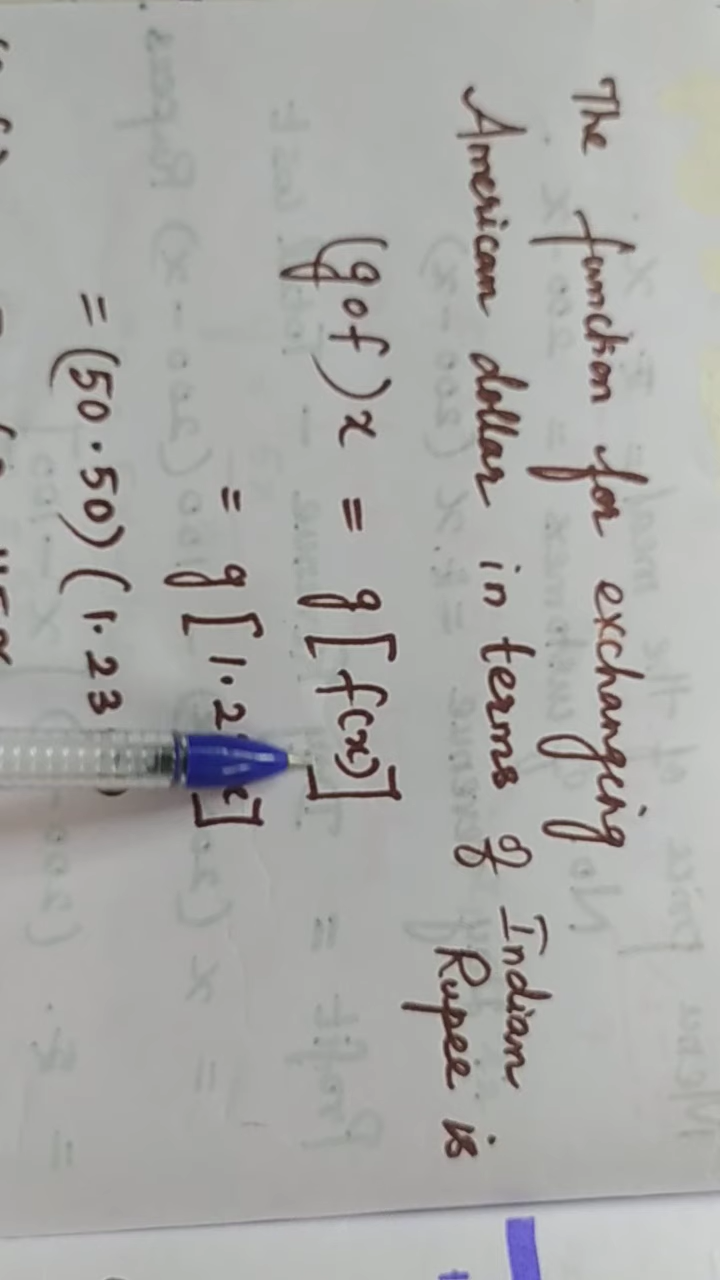 The function for exchanging
American dollar in terms of Indian
Rupee is
(gof)x = g[f(x)]
= g[1.2 x]
= (50.50)(1.23